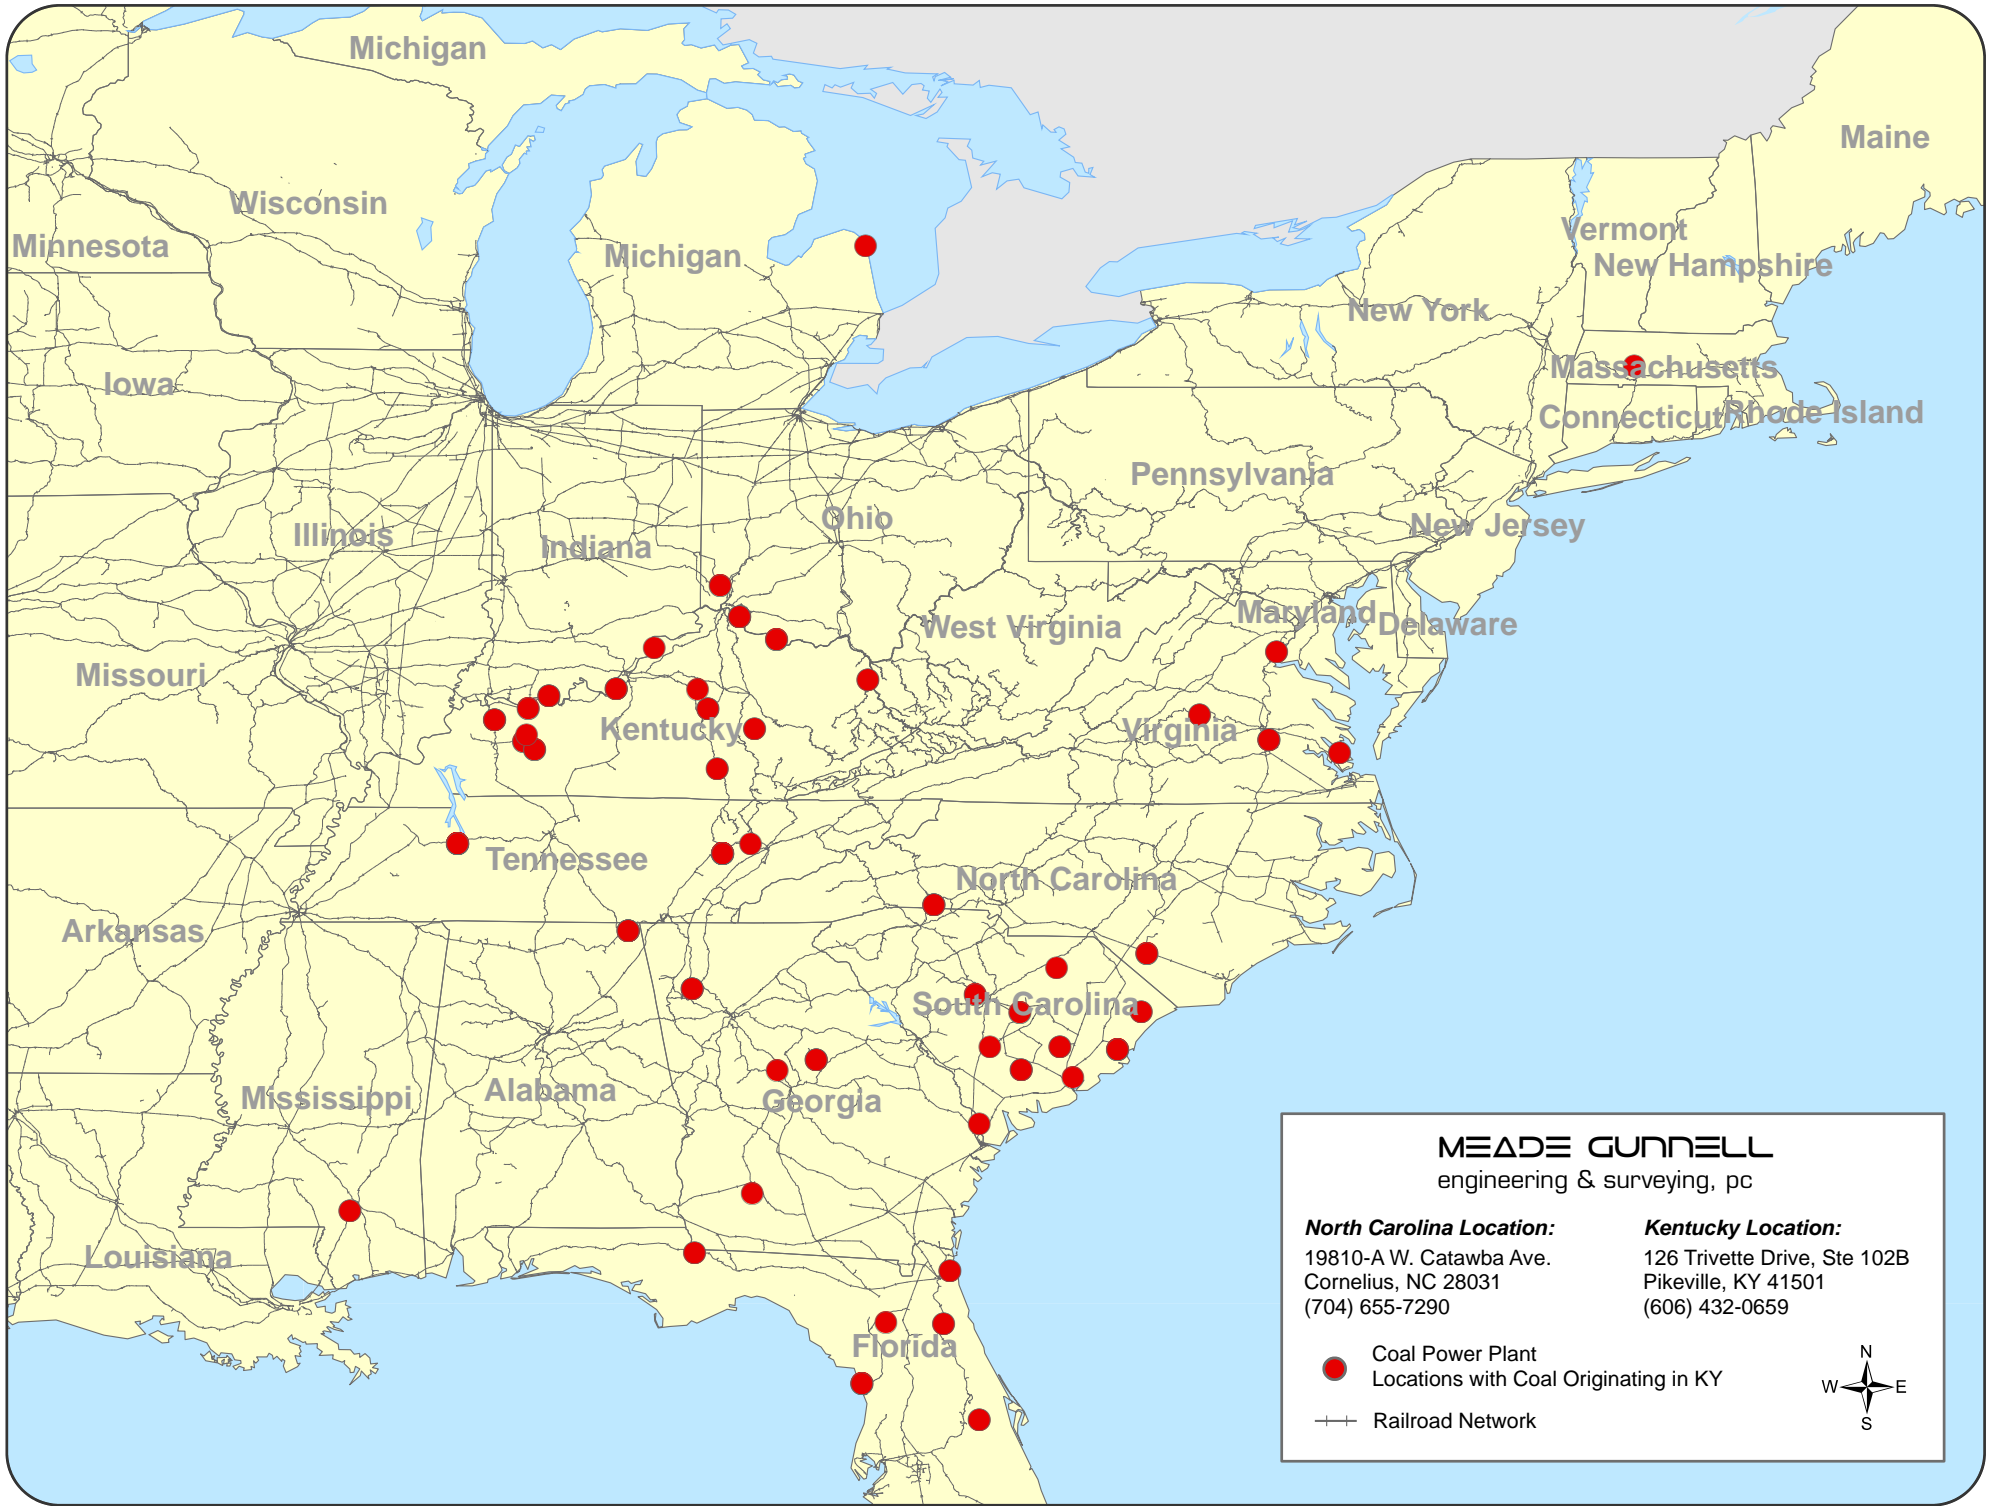 Michigan
Maine
Wisconsin
Vermont
Minnesota
Michigan
New Hampshire
New York
Massachusetts
Iowa
Connecticut
Rhode Island
Pennsylvania
Ohio
New Jersey
Illinois
Indiana
Maryland
Delaware
West Virginia
Missouri
Kentucky
Virginia
Tennessee
North Carolina
Arkansas
South Carolina
Mississippi
Alabama
Georgia
Louisiana
Florida
MEADE GUNNELL
engineering & surveying, pc
North Carolina Location:
19810-A W. Catawba Ave.
Cornelius, NC 28031
(704) 655-7290
Kentucky Location:
126 Trivette Drive, Ste 102B
Pikeville, KY 41501
(606) 432-0659
Coal Power Plant
Locations with Coal Originating in KY
Railroad Network
N
W E
S